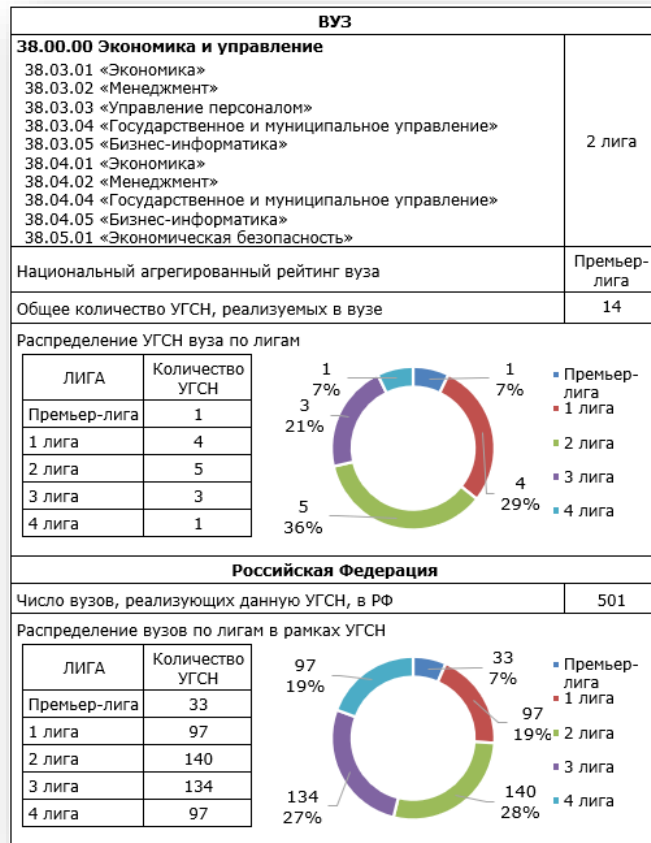 ВУЗ
38.00.00 Экономика и управление
38.03.01 «Экономика»
38.03.02 «Менеджмент»
38.03.03 «Управление персоналом»
38.03.04 «Государственное и муниципальное управление»
38.03.05 «Бизнес-информатика»
38.04.01 «Экономика»
38.04.02 «Менеджмент»
38.04.04 «Государственное и муниципальное управление»
38.04.05 «Бизнес-информатика»
38.05.01 «Экономическая безопасность»
2 лига
Национальный агрегированный рейтинг вуза
Премьер-
лига
Общее количество УГСН, реализуемых в вузе
14
Распределение УГСН вуза по лигам
ЛИГА
Количество
УГСН
Премьер-лига 1
1 лига 4
2 лига 5
3 лига 3
4 лига 1
1
7%
1
7%
3
21%
4
29%
5
36%
Премьер-
лига
1 лига
2 лига
3 лига
4 лига
Российская Федерация
Число вузов, реализующих данную УГСН, в РФ
501
Распределение вузов по лигам в рамках УГСН
ЛИГА
Количество
УГСН
Премьер-лига 33
1 лига 97
2 лига 140
3 лига 134
4 лига 97
97
19%
33
7%
97
19%
134
27%
140
28%
Премьер-
лига
1 лига
2 лига
3 лига
4 лига